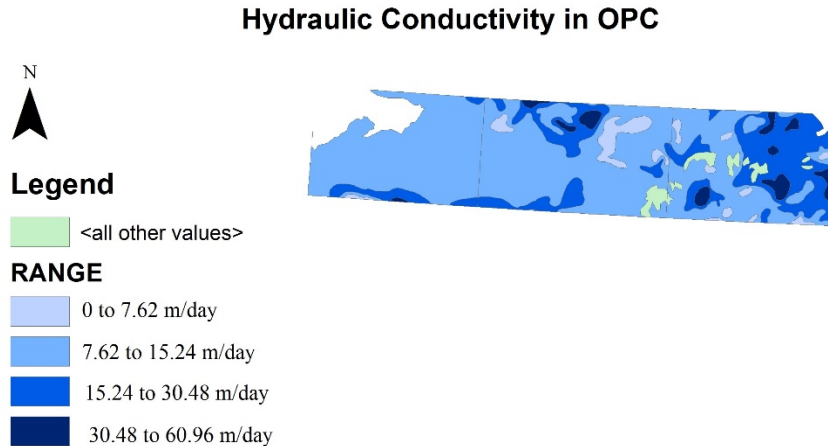 Hydraulic Conductivity in OPC
N
Legend
<all other values>
RANGE
0 to 7.62 m/day
7.62 to 15.24 m/day
15.24 to 30.48 m/day
30.48 to 60.96 m/day